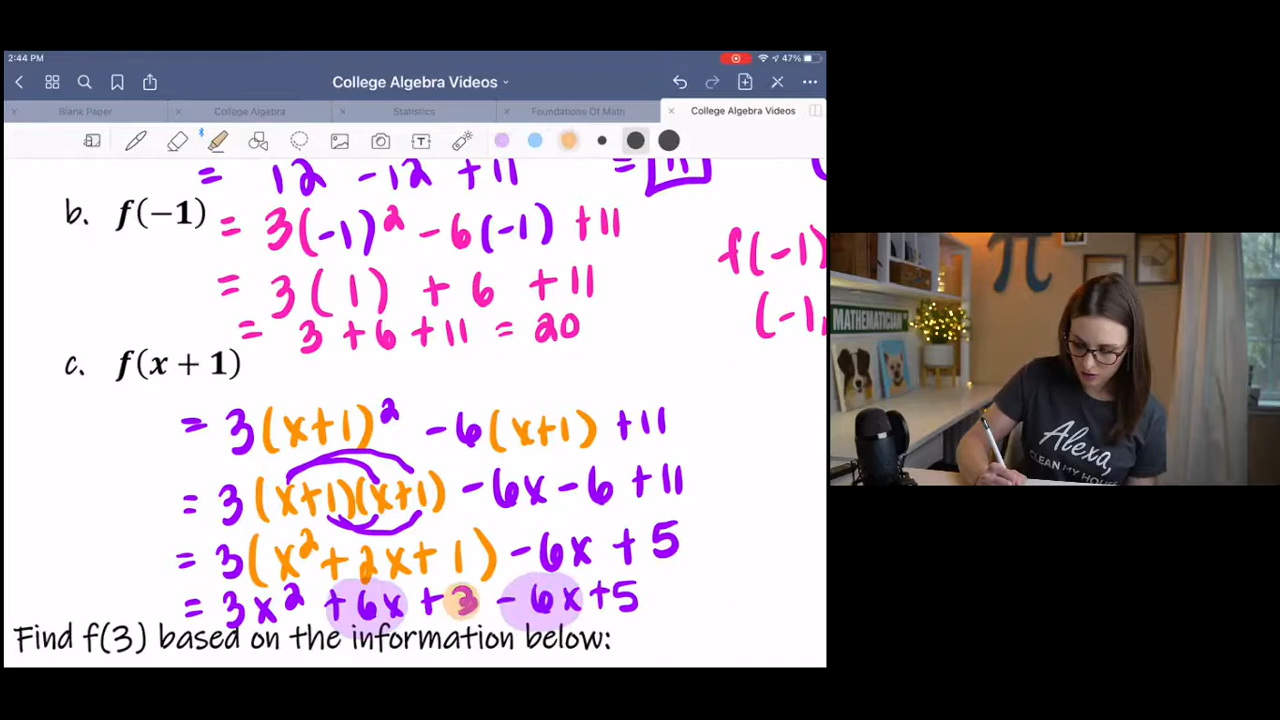 2:44 PM
47%
College Algebra Videos
Blank Paper
College Algebra
Statistics
Foundations Of Math
College Algebra Videos
= 12 -12 +11
= 11
b. f(−1) = 3(-1)² - 6(-1) + 11
f(-1)
= 3(1) + 6 + 11
(-1,
= 3 + 6 + 11 = 20
c. f(x + 1)
= 3(x+1)² - 6(x+1) + 11
= 3(x+1)(x+1) - 6x - 6 + 11
= 3(x² + 2x + 1) - 6x + 5
= 3x² + 6x + 3 - 6x + 5
Find f(3) based on the information below:
MATHEMATICIAN
π
Alexa,
CLEAN MY HOUS